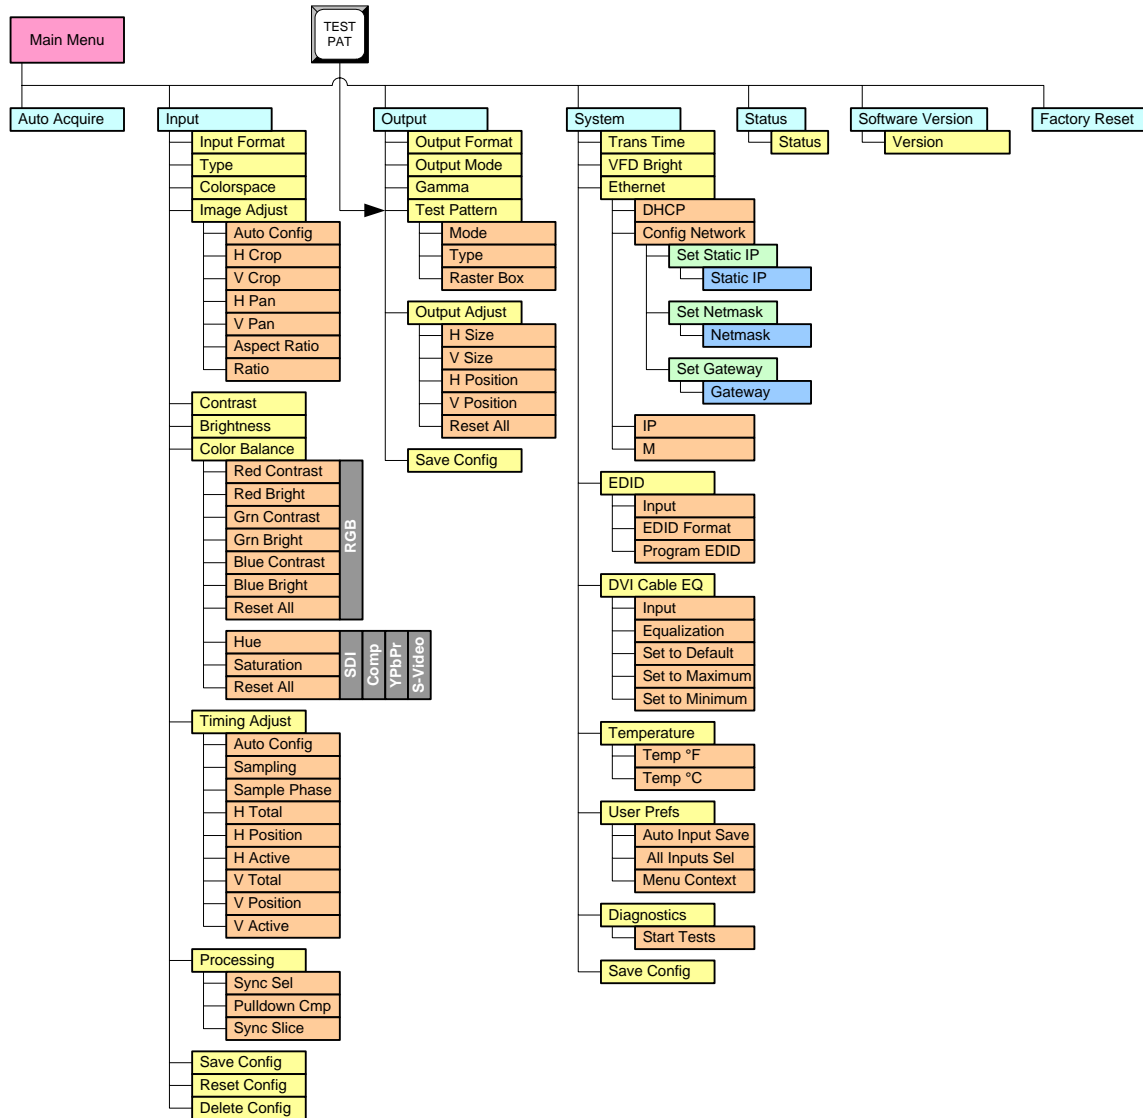 Main Menu
TEST
PAT
Auto Acquire
Input
Input Format
Type
Colorspace
Image Adjust
Auto Config
H Crop
V Crop
H Pan
V Pan
Aspect Ratio
Ratio
Contrast
Brightness
Color Balance
Red Contrast
Red Bright
Grn Contrast
Grn Bright
Blue Contrast
Blue Bright
Reset All
RGB
Hue
Saturation
Reset All
SDI
Comp
YPbPr
S-Video
Timing Adjust
Auto Config
Sampling
Sample Phase
H Total
H Position
H Active
V Total
V Position
V Active
Processing
Sync Sel
Pulldown Cmp
Sync Slice
Save Config
Reset Config
Delete Config
Output
Output Format
Output Mode
Gamma
Test Pattern
Mode
Type
Raster Box
Output Adjust
H Size
V Size
H Position
V Position
Reset All
Save Config
System
Trans Time
VFD Bright
Ethernet
DHCP
Config Network
Set Static IP
Static IP
Set Netmask
Netmask
Set Gateway
Gateway
IP
M
EDID
Input
EDID Format
Program EDID
DVI Cable EQ
Input
Equalization
Set to Default
Set to Maximum
Set to Minimum
Temperature
Temp °F
Temp °C
User Prefs
Auto Input Save
All Inputs Sel
Menu Context
Diagnostics
Start Tests
Save Config
Status
Status
Software Version
Version
Factory Reset